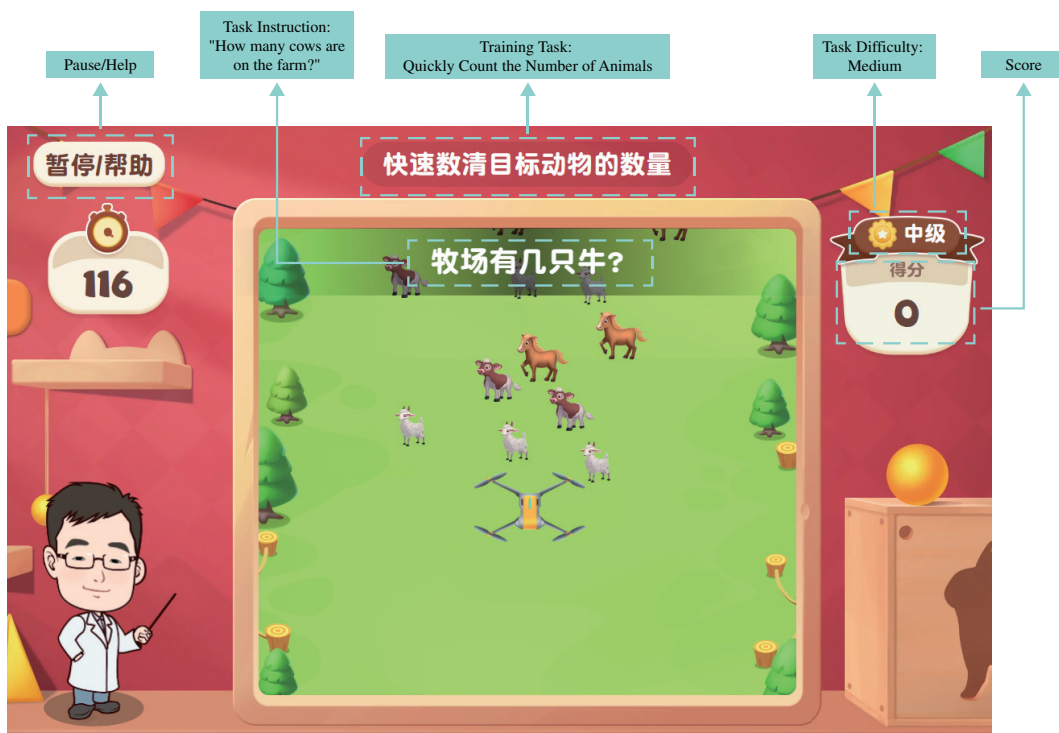 Task Instruction:
"How many cows are
on the farm?"
Training Task:
Quickly Count the Number of Animals
Task Difficulty:
Medium
Pause/Help
Score
暂停/帮助
快速数清目标动物的数量
中级
牧场有几只牛?
得分
116
0